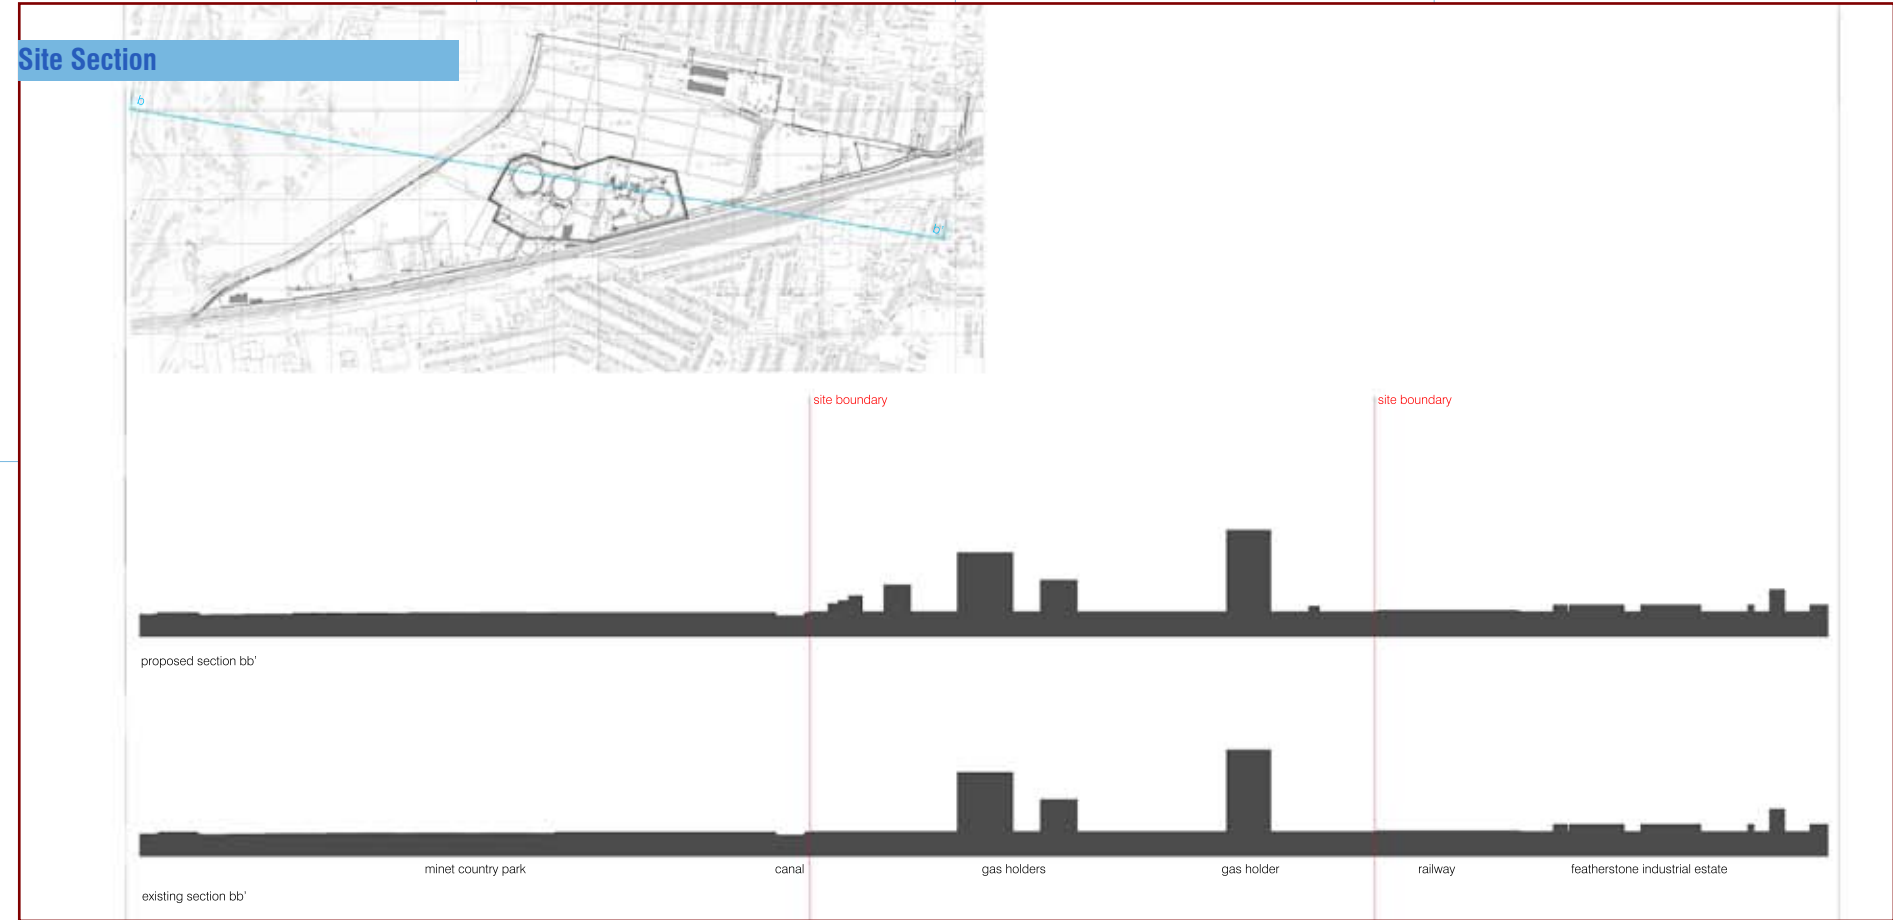 Site Section
b
b'
site boundary
site boundary
proposed section bb'
minet country park
canal
gas holders
gas holder
railway
featherstone industrial estate
existing section bb'